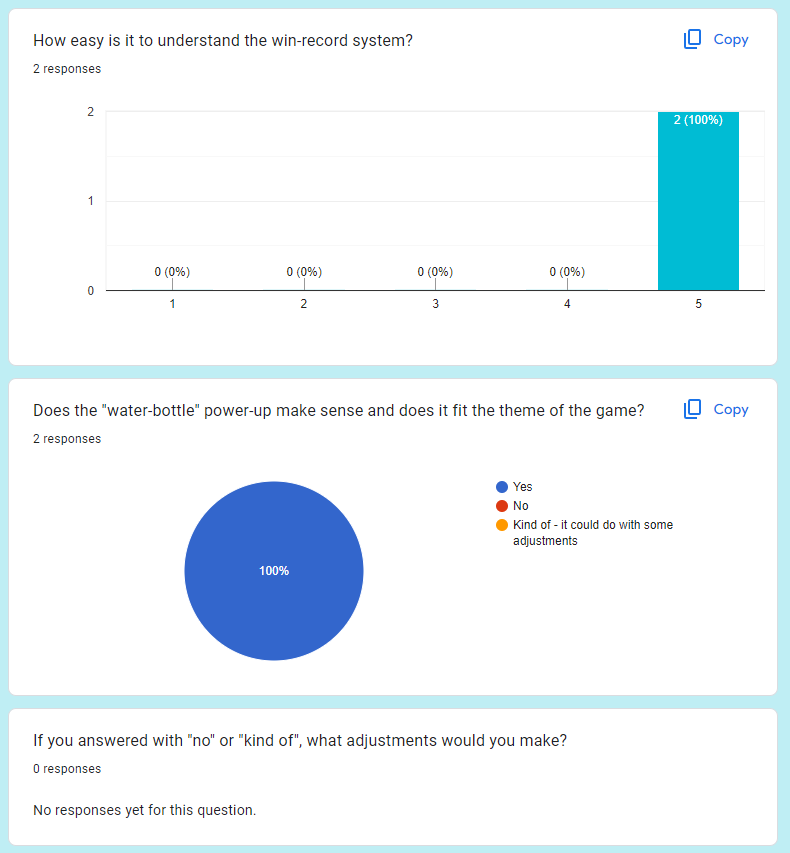 How easy is it to understand the win-record system?
Copy
2 responses
2
2 (100%)
1
0 (0%)
0 (0%)
0 (0%)
0 (0%)
0
1
2
3
4
5
Does the "water-bottle" power-up make sense and does it fit the theme of the game?
Copy
2 responses
Yes
No
Kind of - it could do with some
adjustments
100%
If you answered with "no" or "kind of", what adjustments would you make?
0 responses
No responses yet for this question.